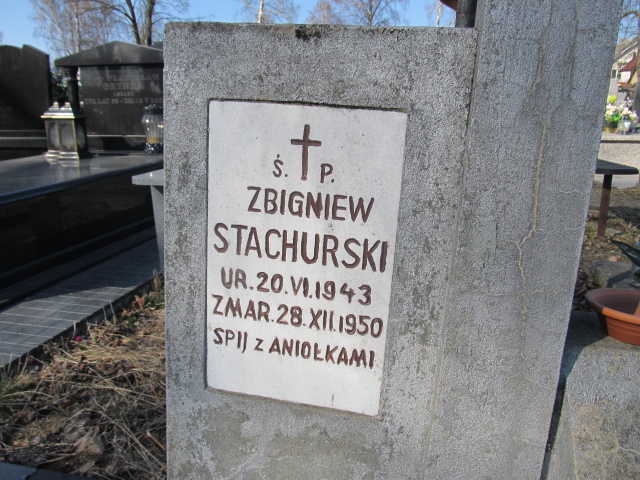 Ś. P.
ZBIGNIEW
STACHURSKI
UR. 20. VI. 1943
ZMAR. 28. XII. 1950
SPIJ Z ANIOŁKAMI